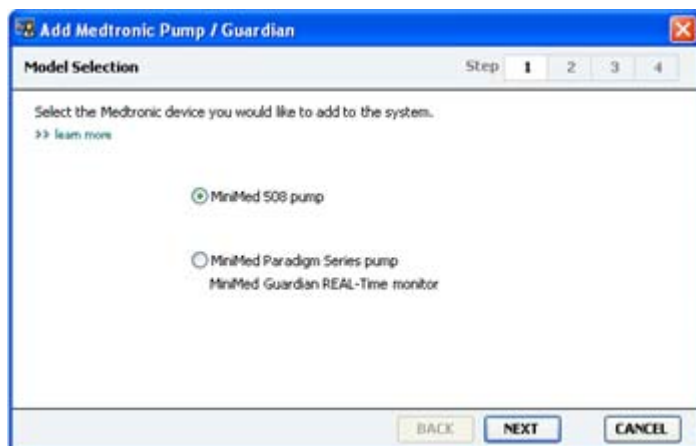 Add Medtronic Pump / Guardian
Model Selection Step 1 2 3 4
Select the Medtronic device you would like to add to the system.
>> learn more
MiniMed 508 pump
MiniMed Paradigm Series pump
MiniMed Guardian REAL-Time monitor
BACK NEXT CANCEL